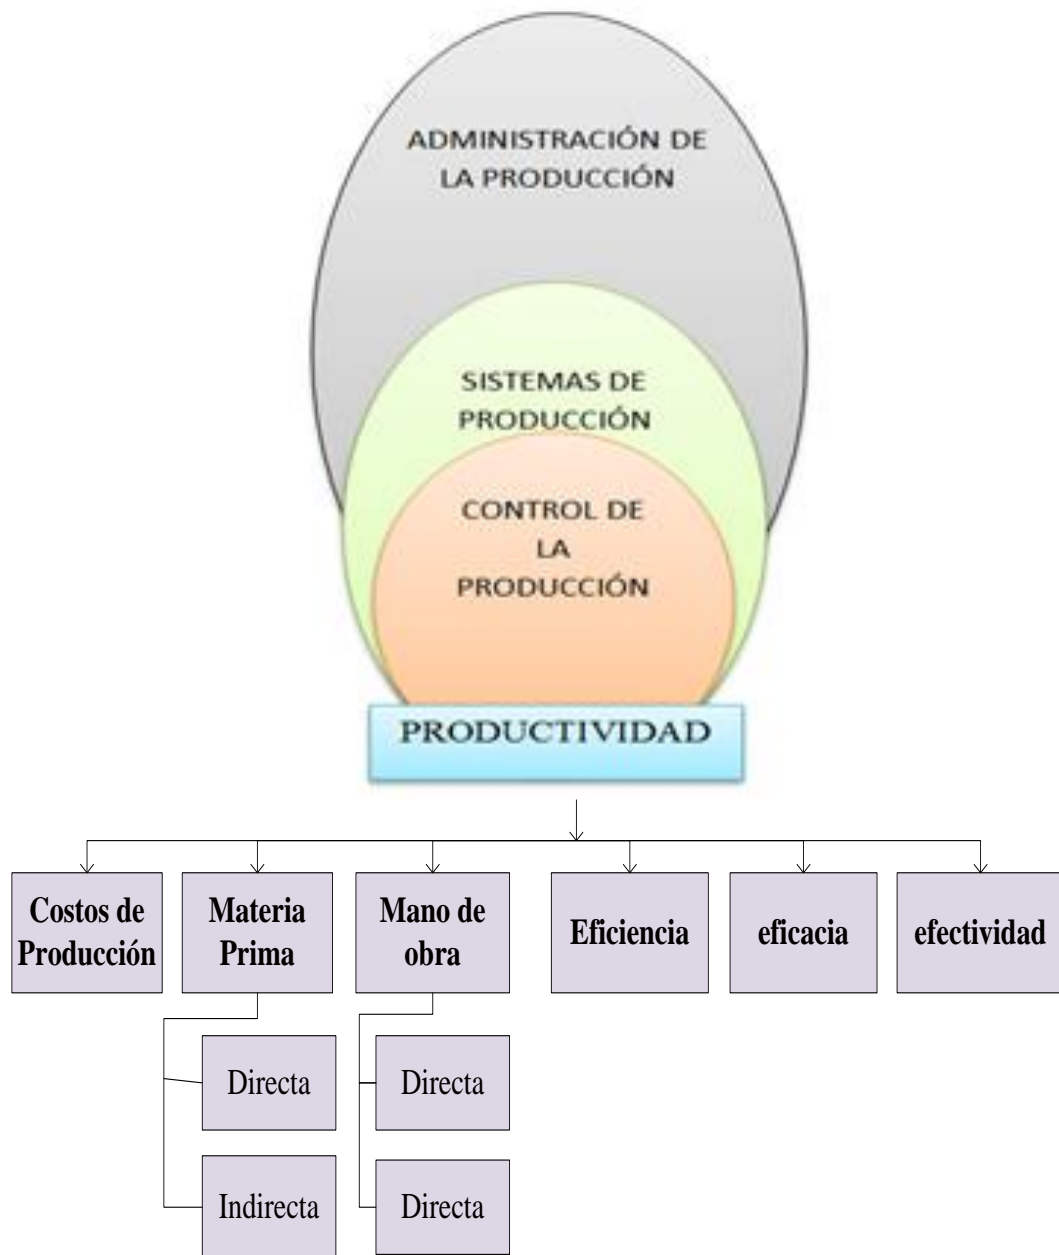 ADMINISTRACIÓN DE
LA PRODUCCIÓN
SISTEMAS DE
PRODUCCIÓN
CONTROL DE
LA
PRODUCCIÓN
PRODUCTIVIDAD
Costos de
Producción
Materia
Prima
Mano de
obra
Eficiencia
eficacia
efectividad
Directa
Directa
Indirecta
Directa